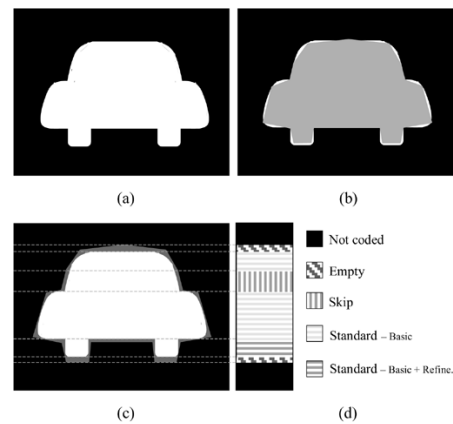 (a)
(b)
Not coded
Empty
Skip
Standard – Basic
Standard – Basic + Refine.
(c)
(d)